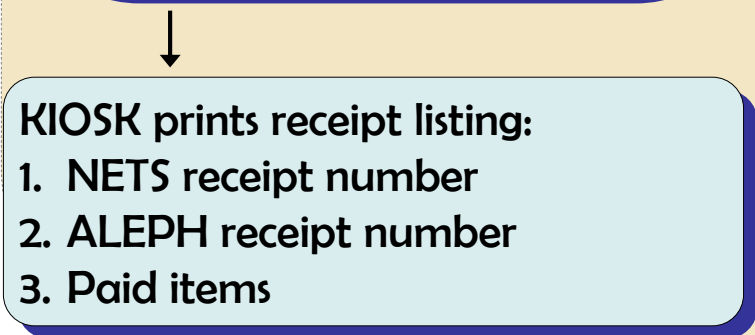 KIOSK prints receipt listing:
1. NETS receipt number
2. ALEPH receipt number
3. Paid items